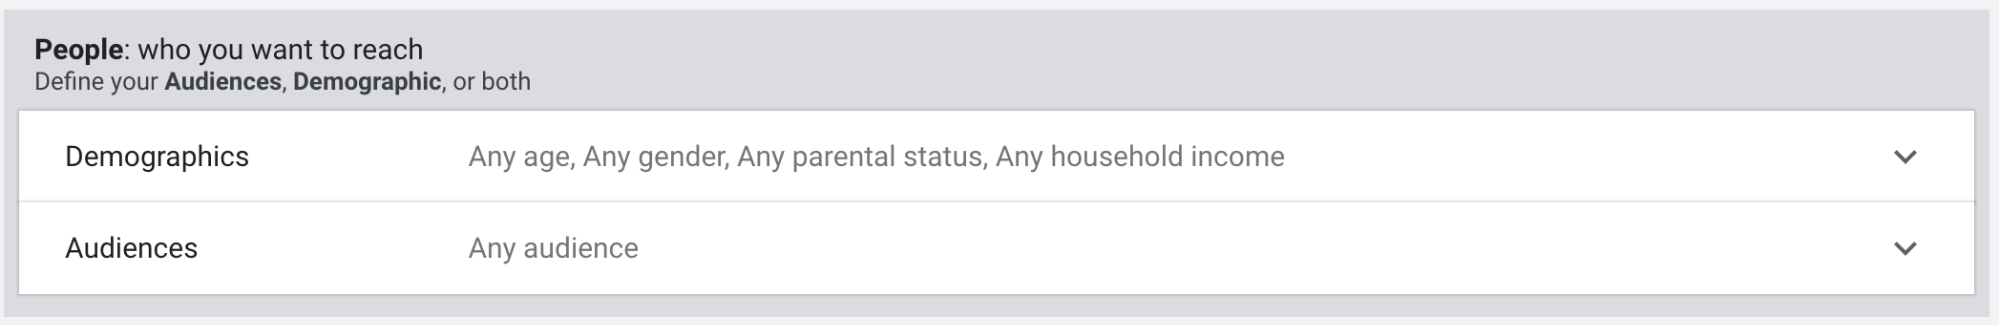 People: who you want to reach
Define your Audiences, Demographic, or both
Demographics Any age, Any gender, Any parental status, Any household income
Audiences Any audience